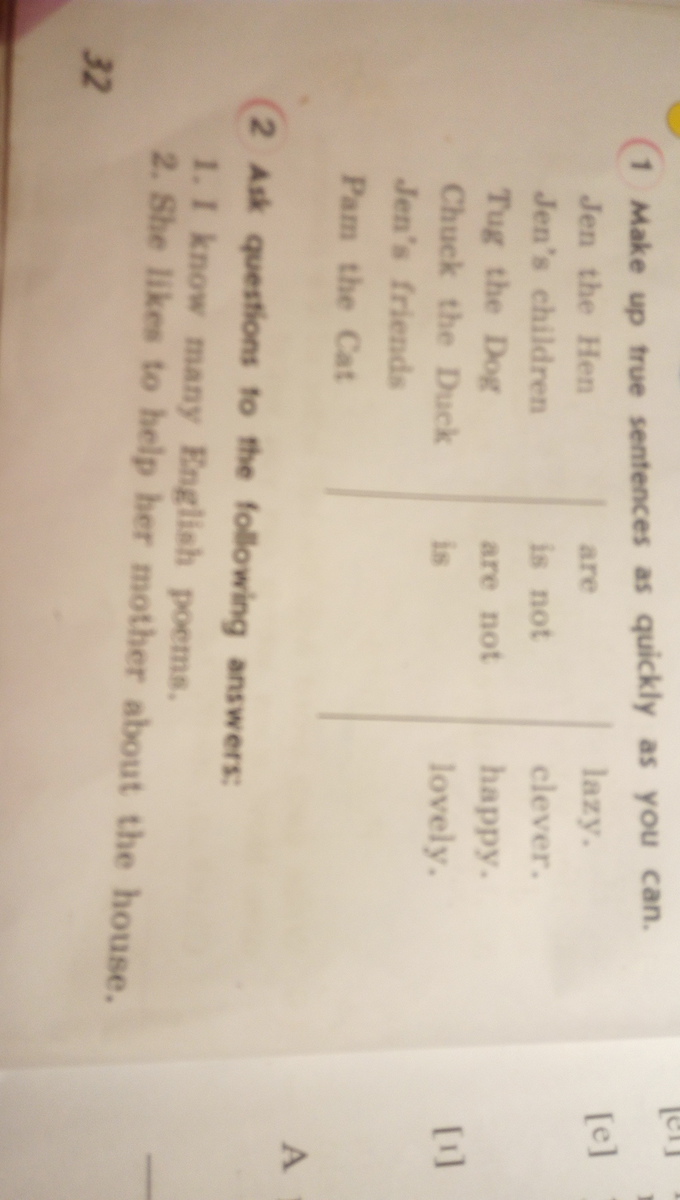 1 Make up true sentences as quickly as you can.
Jen the Hen are lazy.
Jen's children is not clever.
Tug the Dog are not happy.
Chuck the Duck is lovely.
Jen's friends
Pam the Cat
2 Ask questions to the following answers:
1. I know many English poems.
2. She likes to help her mother about the house.
32
[e]
[ı]
A